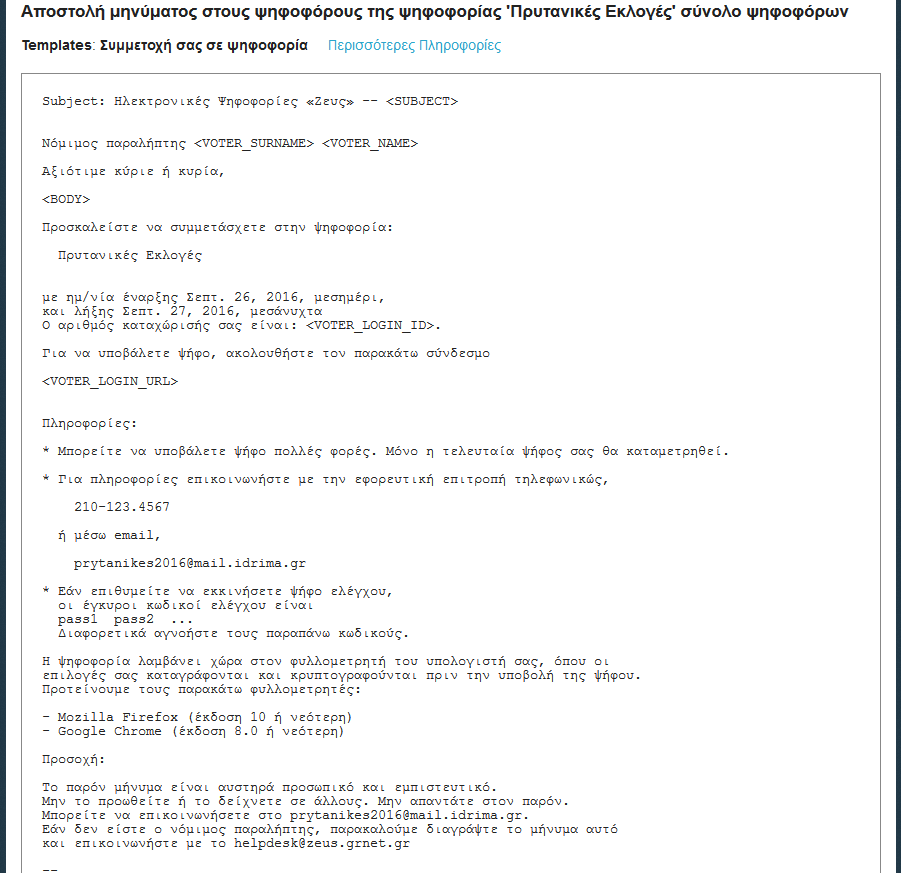 Αποστολή μηνύματος στους ψηφοφόρους της ψηφοφορίας 'Πρυτανικές Εκλογές' σύνολο ψηφοφόρων
Templates: Συμμετοχή σας σε ψηφοφορία Περισσότερες Πληροφορίες
Subject: Ηλεκτρονικές Ψηφοφορίες «Ζευς» -- <SUBJECT>
Νόμιμος παραλήπτης <VOTER_SURNAME> <VOTER_NAME>
Αξιότιμε κύριε ή κυρία,
<BODY>
Προσκαλείστε να συμμετάσχετε στην ψηφοφορία:
Πρυτανικές Εκλογές
με ημ/νία έναρξης Σεπτ. 26, 2016, μεσημέρι,
και λήξης Σεπτ. 27, 2016, μεσάνυχτα
Ο αριθμός καταχώρισής σας είναι: <VOTER_LOGIN_ID>.
Για να υποβάλετε ψήφο, ακολουθήστε τον παρακάτω σύνδεσμο
<VOTER_LOGIN_URL>
Πληροφορίες:
* Μπορείτε να υποβάλετε ψήφο πολλές φορές. Μόνο η τελευταία ψήφος σας θα καταμετρηθεί.
* Για πληροφορίες επικοινωνήστε με την εφορευτική επιτροπή τηλεφωνικώς,
210-123.4567
ή μέσω email,
prytanikes2016@mail.idrima.gr
* Εάν επιθυμείτε να εκκινήσετε ψήφο ελέγχου,
οι έγκυροι κωδικοί ελέγχου είναι
pass1 pass2 ...
Διαφορετικά αγνοήστε τους παραπάνω κωδικούς.
Η ψηφοφορία λαμβάνει χώρα στον φυλλομετρητή του υπολογιστή σας, όπου οι
επιλογές σας καταγράφονται και κρυπτογραφούνται πριν την υποβολή της ψήφου.
Προτείνουμε τους παρακάτω φυλλομετρητές:
- Mozilla Firefox (έκδοση 10 ή νεότερη)
- Google Chrome (έκδοση 8.0 ή νεότερη)
Προσοχή:
Το παρόν μήνυμα είναι αυστηρά προσωπικό και εμπιστευτικό.
Μην το προωθείτε ή το δείχνετε σε άλλους. Μην απαντάτε στον παρόν.
Μπορείτε να επικοινωνήσετε στο prytanikes2016@mail.idrima.gr.
Εάν δεν είστε ο νόμιμος παραλήπτης, παρακαλούμε διαγράψτε το μήνυμα αυτό
και επικοινωνήστε με το helpdesk@zeus.grnet.gr
--